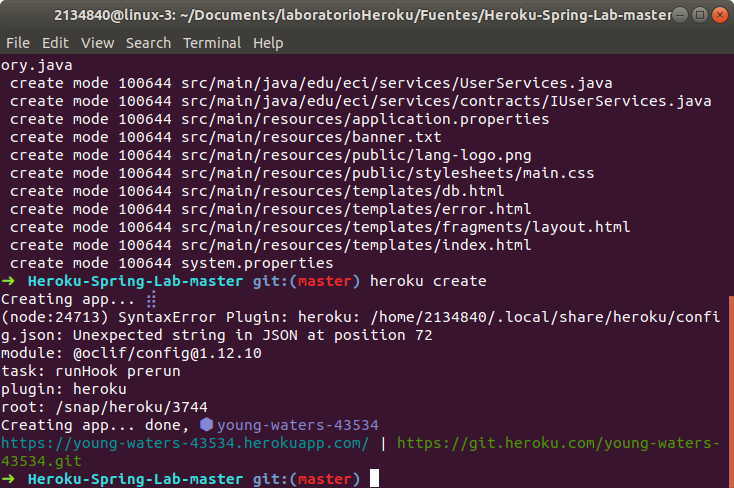 2134840@linux-3: ~/Documents/laboratorioHeroku/Fuentes/Heroku-Spring-Lab-master
File Edit View Search Terminal Help
ory.java
create mode 100644 src/main/java/edu/eci/services/UserServices.java
create mode 100644 src/main/java/edu/eci/services/contracts/IUserServices.java
create mode 100644 src/main/resources/application.properties
create mode 100644 src/main/resources/banner.txt
create mode 100644 src/main/resources/public/lang-logo.png
create mode 100644 src/main/resources/public/stylesheets/main.css
create mode 100644 src/main/resources/templates/db.html
create mode 100644 src/main/resources/templates/error.html
create mode 100644 src/main/resources/templates/fragments/layout.html
create mode 100644 src/main/resources/templates/index.html
create mode 100644 system.properties
➜ Heroku-Spring-Lab-master git:(master) heroku create
Creating app... ⣾
(node:24713) SyntaxError Plugin: heroku: /home/2134840/.local/share/heroku/confi
g.json: Unexpected string in JSON at position 72
module: @oclif/config@1.12.10
task: runHook prerun
plugin: heroku
root: /snap/heroku/3744
Creating app... done, ⬢ young-waters-43534
https://young-waters-43534.herokuapp.com/ | https://git.heroku.com/young-waters-
43534.git
➜ Heroku-Spring-Lab-master git:(master)